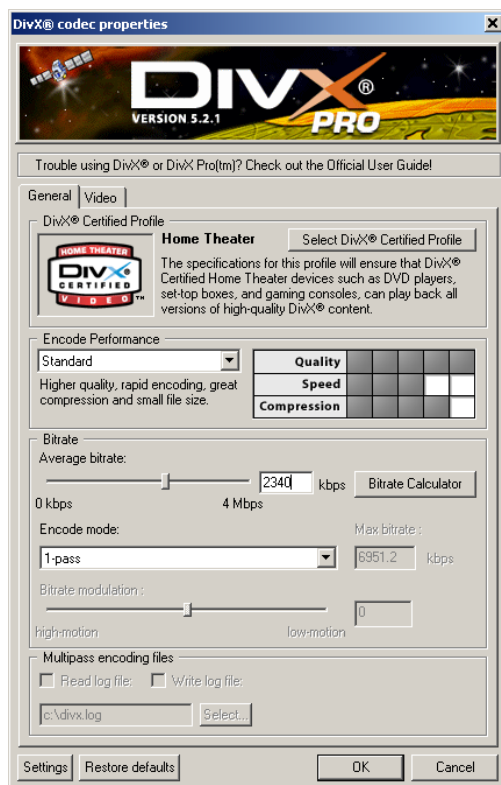 DivX® codec properties
DIVX®
VERSION 5.2.1
PRO
Trouble using DivX® or DivX Pro(tm)? Check out the Official User Guide!
General Video
DivX® Certified Profile
HOME THEATER
DIVX®
CERTIFIED
VIDEO™
Home Theater Select DivX® Certified Profile
The specifications for this profile will ensure that DivX®
Certified Home Theater devices such as DVD players,
set-top boxes, and gaming consoles, can play back all
versions of high-quality DivX® content.
Encode Performance
Standard
Higher quality, rapid encoding, great
compression and small file size.
Quality
Speed
Compression
Bitrate
Average bitrate:
2340 kbps Bitrate Calculator
0 kbps 4 Mbps
Encode mode: Max bitrate :
1-pass 6951.2 kbps
Bitrate modulation :
0
high-motion low-motion
Multipass encoding files
Read log file: Write log file:
c:\divx.log Select...
Settings Restore defaults OK Cancel